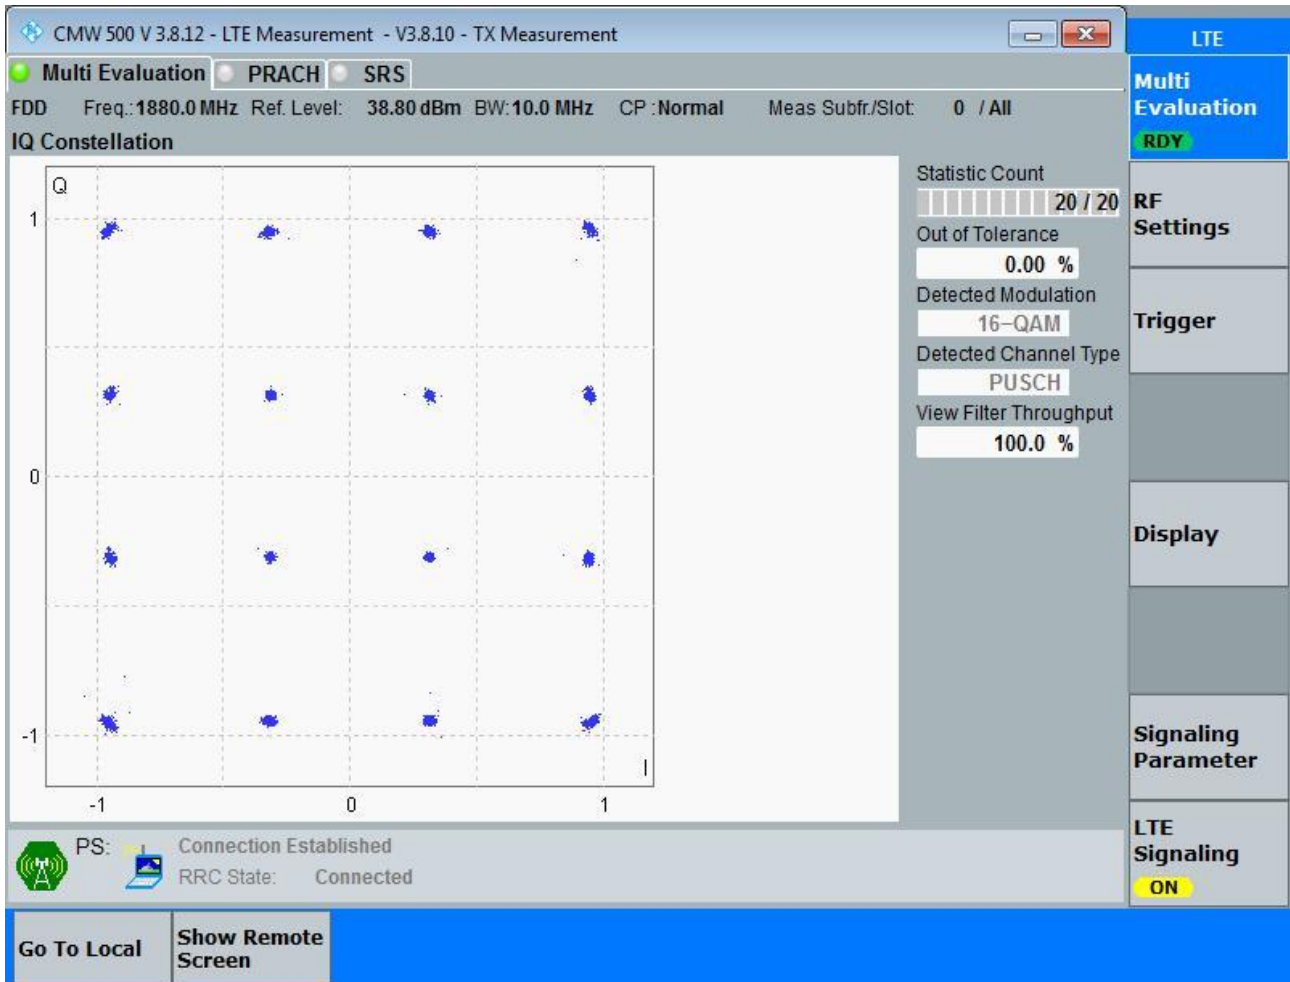 CMW 500 V 3.8.12 - LTE Measurement - V3.8.10 - TX Measurement
LTE
Multi Evaluation PRACH SRS
FDD Freq.: 1880.0 MHz Ref. Level: 38.80 dBm BW: 10.0 MHz CP : Normal Meas Subfr./Slot: 0 / All
IQ Constellation
Q
1
0
-1
I
-1 0 1
Statistic Count
20 / 20
Out of Tolerance
0.00 %
Detected Modulation
16-QAM
Detected Channel Type
PUSCH
View Filter Throughput
100.0 %
Multi
Evaluation
RDY
RF
Settings
Trigger
Display
Signaling
Parameter
LTE
Signaling
ON
PS: Connection Established
RRC State: Connected
Go To Local
Show Remote
Screen